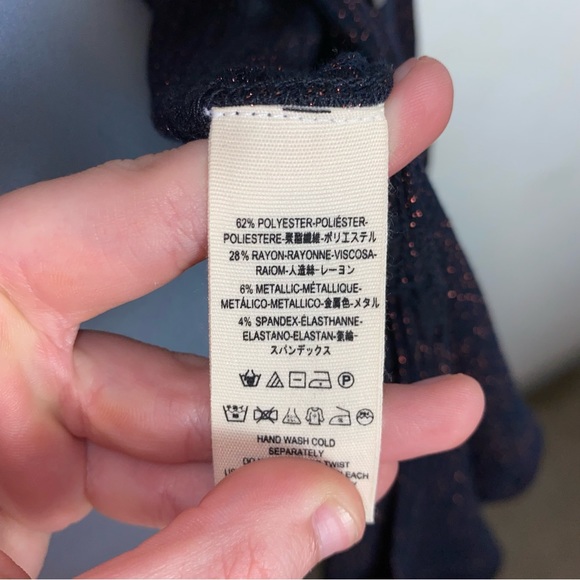 62% POLYESTER-POLIÉSTER-
POLIESTERE-聚酯纖維-ポリエステル
28% RAYON-RAYONNE-VISCOSA-
RAIOM-人造絲-レーヨン
6% METALLIC-MÉTALLIQUE-
METÁLICO-METALLICO-金屬色-メタル
4% SPANDEX-ÉLASTHANNE-
ELASTANO-ELASTAN-氨綸-
スパンデックス
P
HAND WASH COLD
SEPARATELY
TWIST